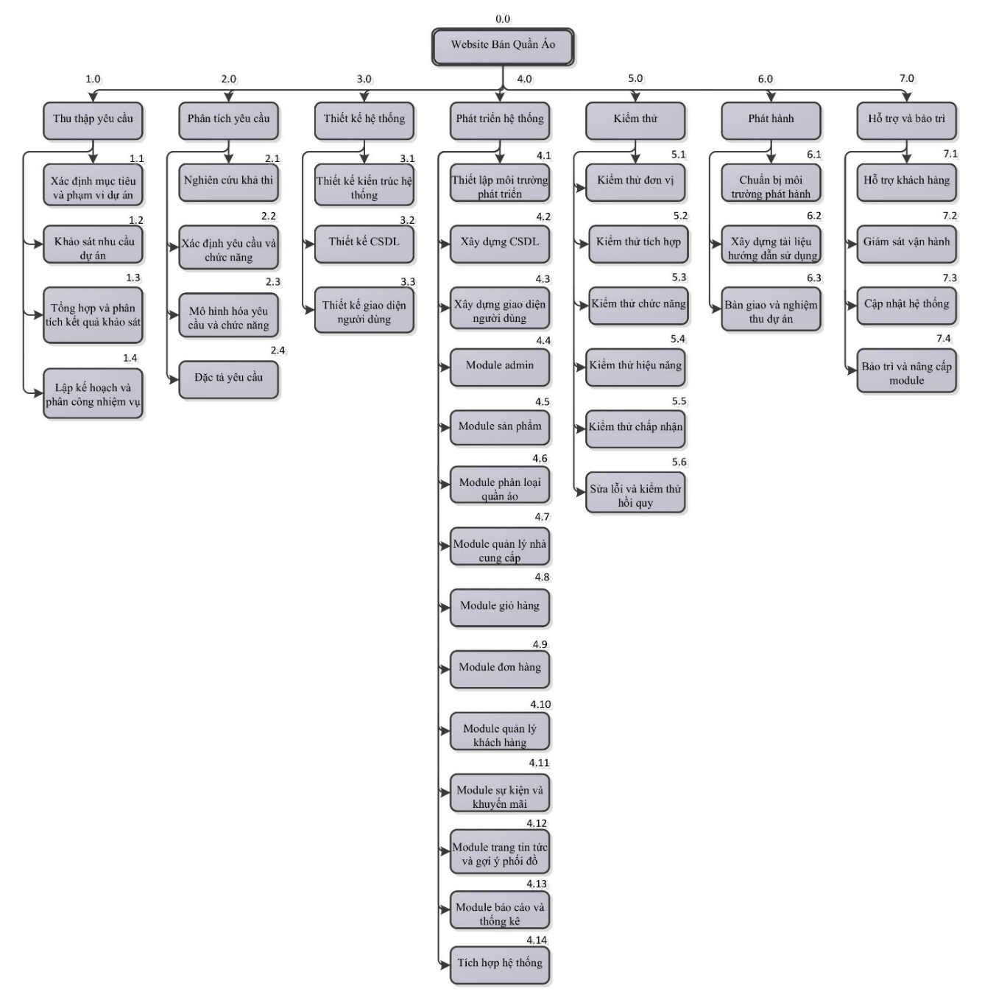 0.0
Website Bán Quần Áo
1.0
2.0
3.0
4.0
5.0
6.0
7.0
Thu thập yêu cầu
Phân tích yêu cầu
Thiết kế hệ thống
Phát triển hệ thống
Kiểm thử
Phát hành
Hỗ trợ và bảo trì
1.1
Xác định mục tiêu
và phạm vi dự án
1.2
Khảo sát nhu cầu
dự án
1.3
Tổng hợp và phân
tích kết quả khảo sát
1.4
Lập kế hoạch và
phân công nhiệm vụ
2.1
Nghiên cứu khả thi
2.2
Xác định yêu cầu và
chức năng
2.3
Mô hình hóa yêu
cầu và chức năng
2.4
Đặc tả yêu cầu
3.1
Thiết kế kiến trúc hệ
thống
3.2
Thiết kế CSDL
3.3
Thiết kế giao diện
người dùng
4.1
Thiết lập môi trường
phát triển
4.2
Xây dựng CSDL
4.3
Xây dựng giao diện
người dùng
4.4
Module admin
4.5
Module sản phẩm
4.6
Module phân loại
quần áo
4.7
Module quản lý nhà
cung cấp
4.8
Module giỏ hàng
4.9
Module đơn hàng
4.10
Module quản lý
khách hàng
4.11
Module sự kiện và
khuyến mãi
4.12
Module trang tin tức
và gợi ý phối đồ
4.13
Module báo cáo và
thống kê
4.14
Tích hợp hệ thống
5.1
Kiểm thử đơn vị
5.2
Kiểm thử tích hợp
5.3
Kiểm thử chức năng
5.4
Kiểm thử hiệu năng
5.5
Kiểm thử chấp nhận
5.6
Sửa lỗi và kiểm thử
hồi quy
6.1
Chuẩn bị môi
trường phát hành
6.2
Xây dựng tài liệu
hướng dẫn sử dụng
6.3
Bàn giao và nghiệm
thu dự án
7.1
Hỗ trợ khách hàng
7.2
Giám sát vận hành
7.3
Cập nhật hệ thống
7.4
Bảo trì và nâng cấp
module